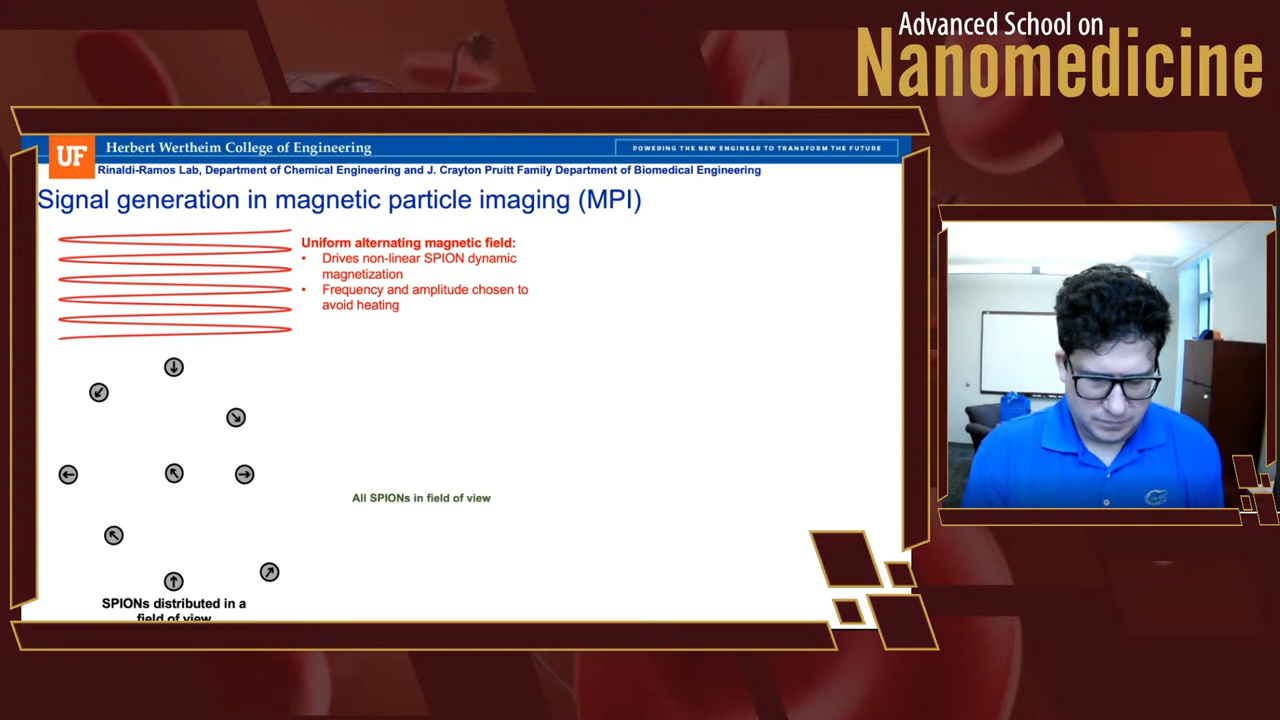 Advanced School on
Nanomedicine
UF
Herbert Wertheim College of Engineering
POWERING THE NEW ENGINEER TO TRANSFORM THE FUTURE
Rinaldi-Ramos Lab, Department of Chemical Engineering and J. Crayton Pruitt Family Department of Biomedical Engineering
Signal generation in magnetic particle imaging (MPI)
Uniform alternating magnetic field:
• Drives non-linear SPION dynamic
magnetization
• Frequency and amplitude chosen to
avoid heating
All SPIONs in field of view
SPIONs distributed in a
field of view